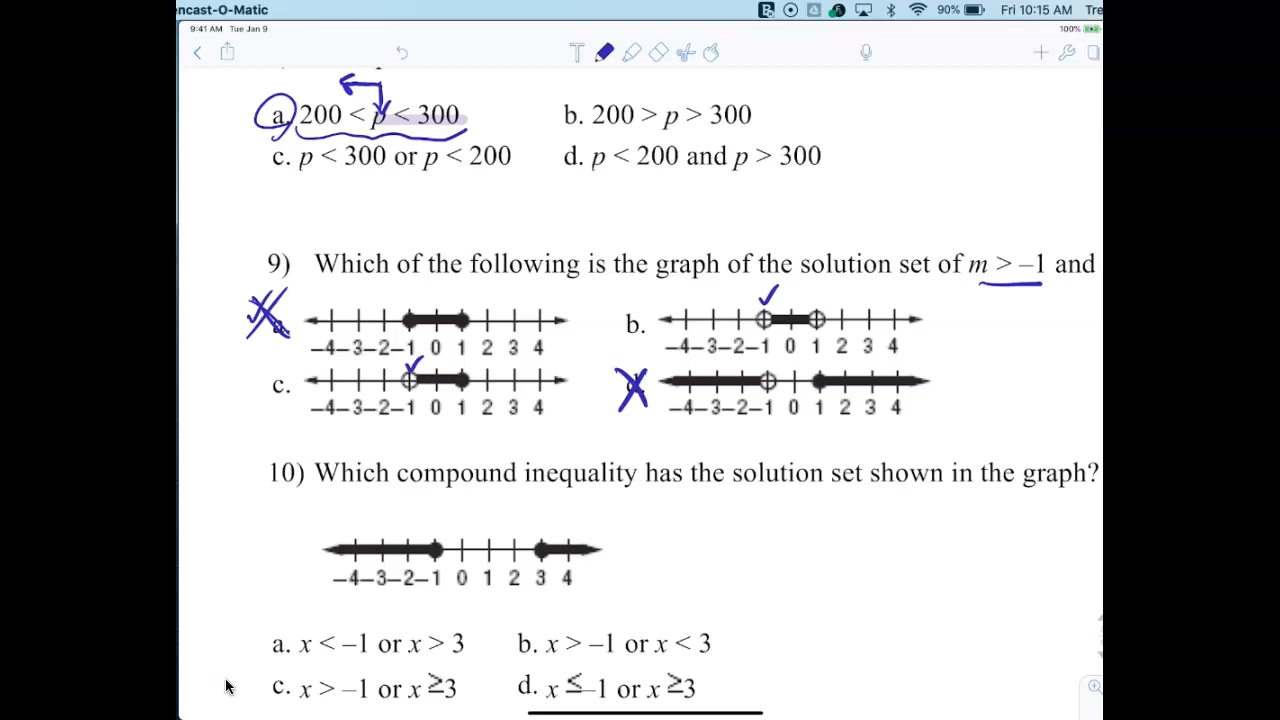 encast-O-Matic 90% Fri 10:15 AM Tre
9:41 AM Tue Jan 9 100%
a. 200 < p < 300 b. 200 > p > 300
c. p < 300 or p < 200 d. p < 200 and p > 300
9) Which of the following is the graph of the solution set of m > –1 and
b.
–4–3–2–1 0 1 2 3 4 –4–3–2–1 0 1 2 3 4
c.
–4–3–2–1 0 1 2 3 4 –4–3–2–1 0 1 2 3 4
10) Which compound inequality has the solution set shown in the graph?
–4–3–2–1 0 1 2 3 4
a. x < –1 or x > 3 b. x > –1 or x < 3
c. x > –1 or x ≥3 d. x ≤–1 or x ≥3